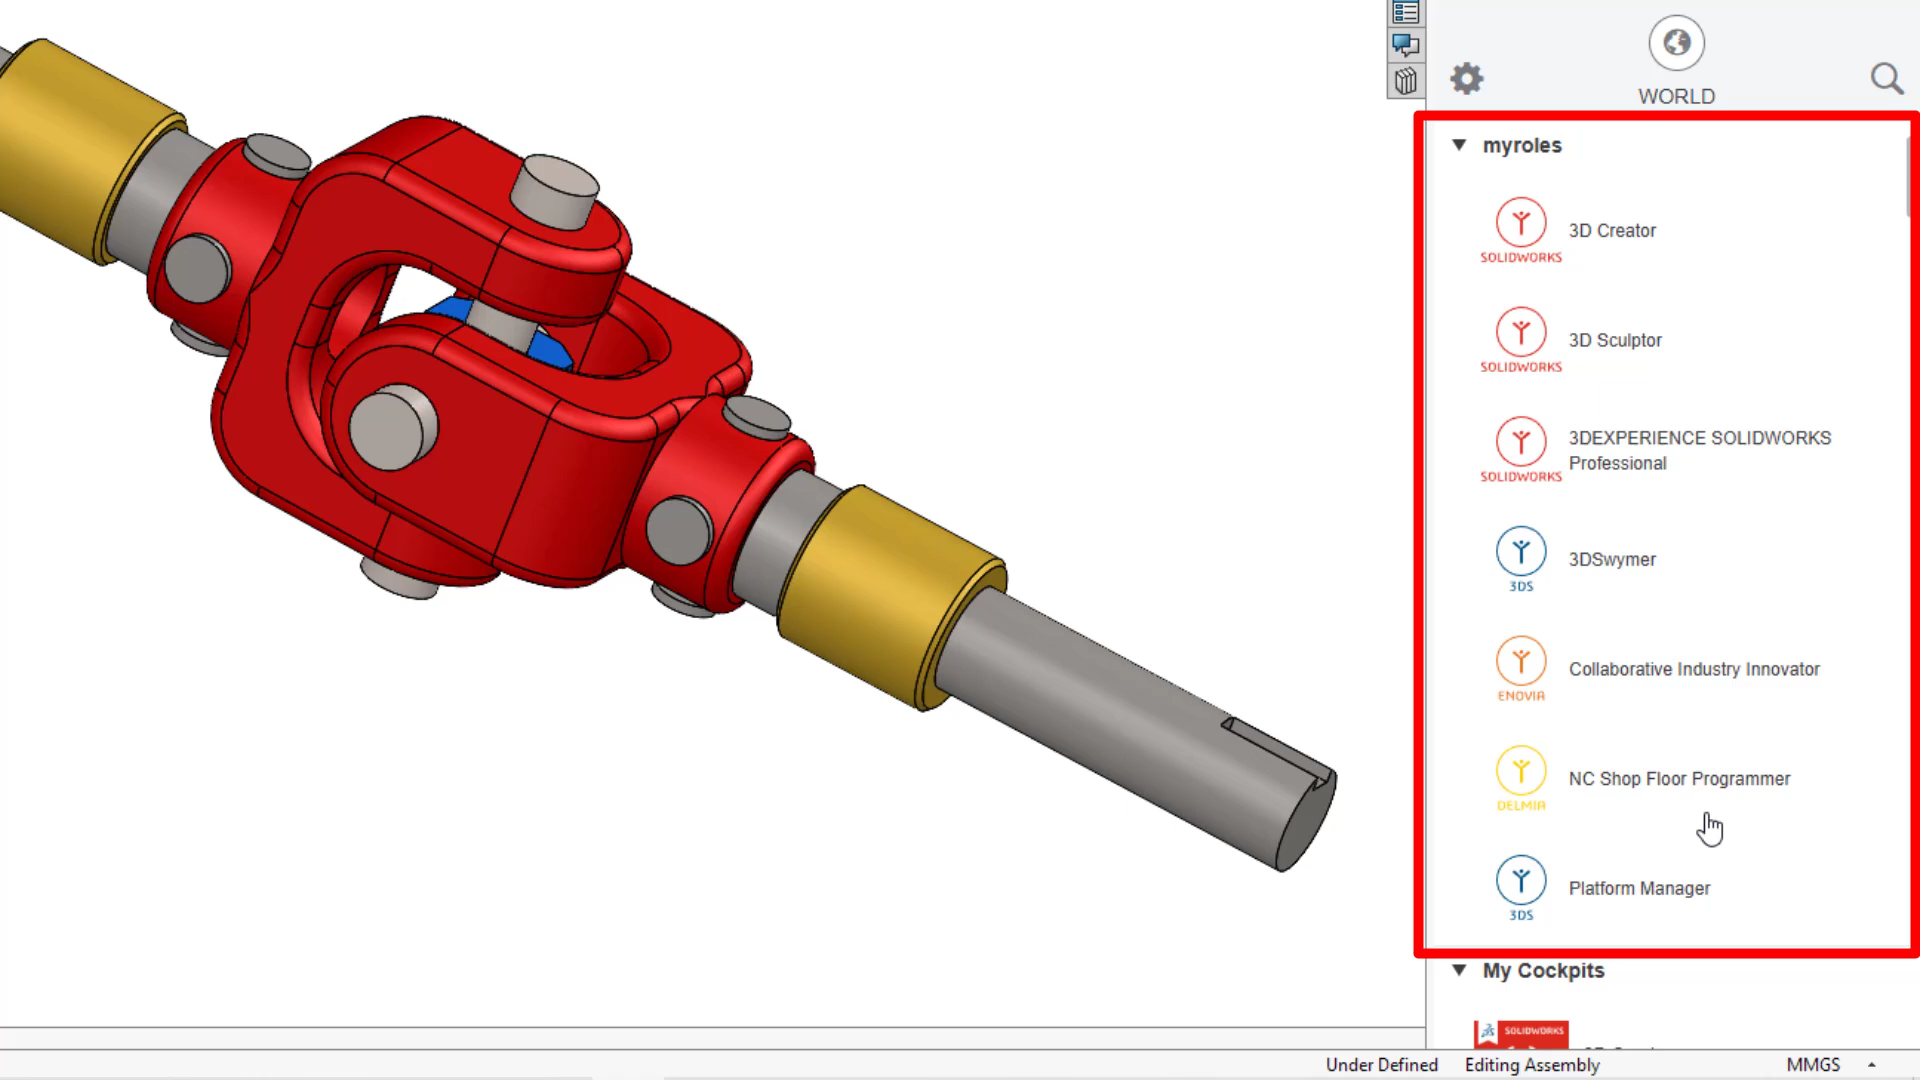 WORLD
myroles
SOLIDWORKS
3D Creator
SOLIDWORKS
3D Sculptor
SOLIDWORKS
3DEXPERIENCE SOLIDWORKS
Professional
3DS
3DSwymer
ENOVIA
Collaborative Industry Innovator
DELMIA
NC Shop Floor Programmer
3DS
Platform Manager
My Cockpits
SOLIDWORKS
Under Defined
Editing Assembly
MMGS